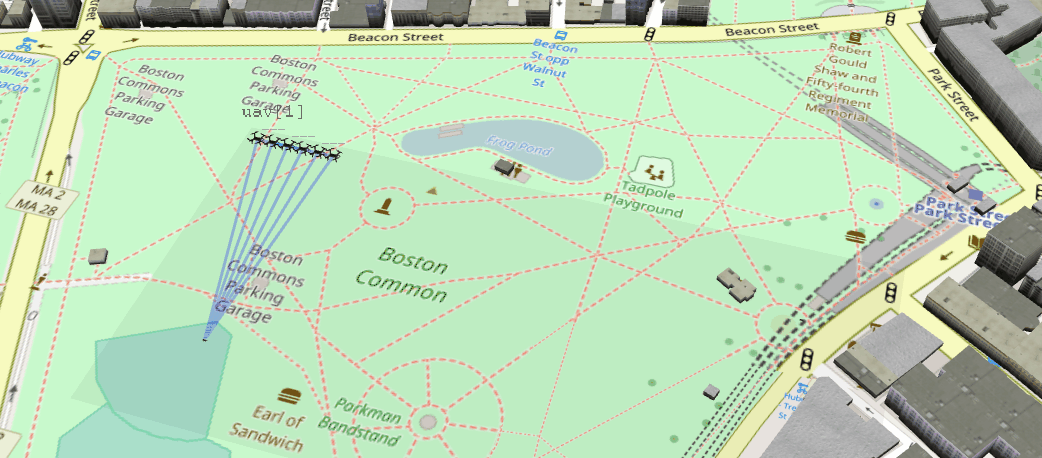 Beacon Street
Beacon Street
Beacon
St opp
Walnut
St
Robert
Gould
Shaw and
Fifty-fourth
Regiment
Memorial
Park Street
Boston
Commons
Parking
Garage
Boston
Commons
Parking
Garage
uav[1]
Frog Pond
Tadpole
Playground
MA 2
MA 28
Park Street
Boston
Commons
Parking
Garage
Boston
Common
Earl of
Sandwich
Parkman
Bandstand